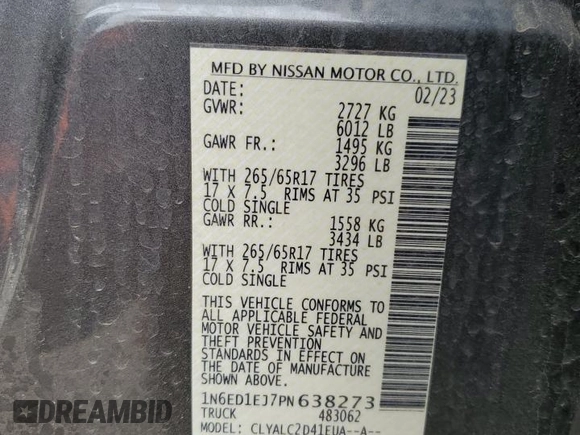 MFD BY NISSAN MOTOR CO., LTD.
DATE: 02/23
GVWR: 2727 KG
6012 LB
GAWR FR.: 1495 KG
3296 LB
WITH 265/65R17 TIRES
17 X 7.5 RIMS AT 35 PSI
COLD SINGLE
GAWR RR.: 1558 KG
3434 LB
WITH 265/65R17 TIRES
17 X 7.5 RIMS AT 35 PSI
COLD SINGLE
THIS VEHICLE CONFORMS TO
ALL APPLICABLE FEDERAL
MOTOR VEHICLE SAFETY AND
THEFT PREVENTION
STANDARDS IN EFFECT ON
THE DATE OF MANUFACTURE
SHOWN ABOVE.
1N6ED1EJ7PN638273
TRUCK 483062
MODEL: CLYALC2D41EUA--A--
AUTOBIDCAR